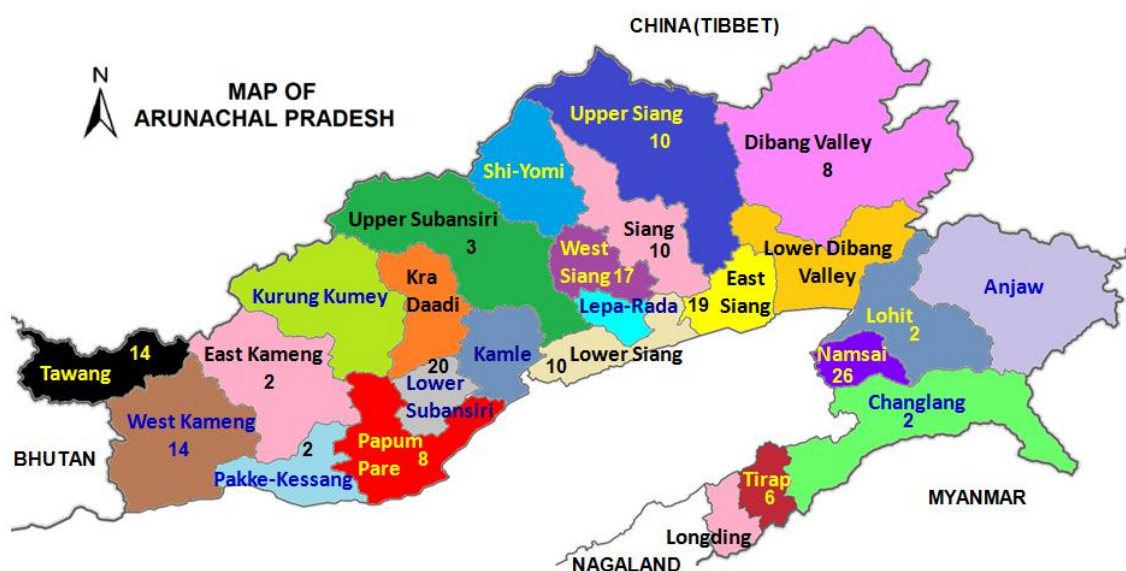 CHINA (TIBBET)
N
MAP OF
ARUNACHAL PRADESH
Upper Siang
10
Dibang Valley
8
Shi-Yomi
Upper Subansiri
3
Siang
10
West
Siang 17
Lower Dibang
Valley
Kra
Daadi
East
Siang
19
Anjaw
Kurung Kumey
Lepa-Rada
Lohit
2
Tawang
14
East Kameng
2
20
Lower
Subansiri
Kamle
10
Lower Siang
Namsai
26
West Kameng
14
Changlang
2
BHUTAN
2
Pakke-Kessang
Papum
Pare 8
Tirap
6
MYANMAR
Longding
NAGALAND